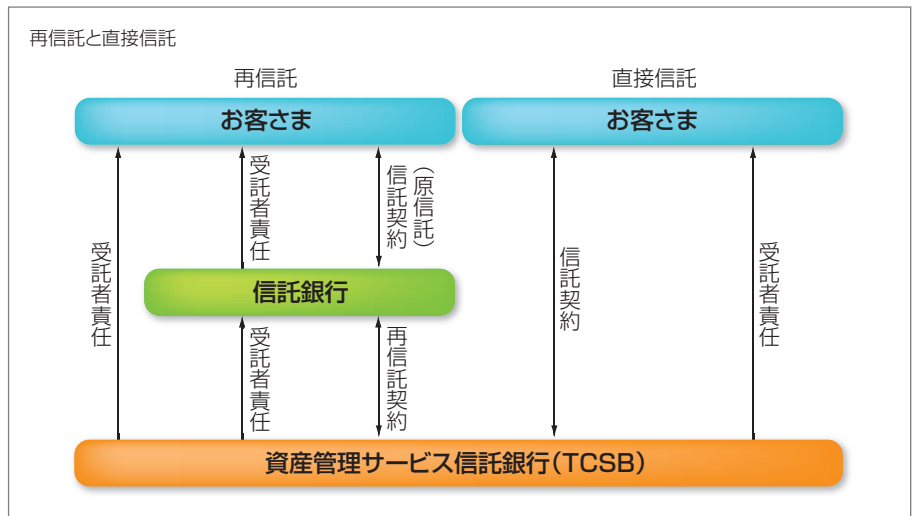 再信託と直接信託
再信託
直接信託
お客さま
お客さま
受託者責任
受託者責任
信託契約
(原信託)
信託契約
受託者責任
信託銀行
受託者責任
再信託契約
資産管理サービス信託銀行(TCSB)